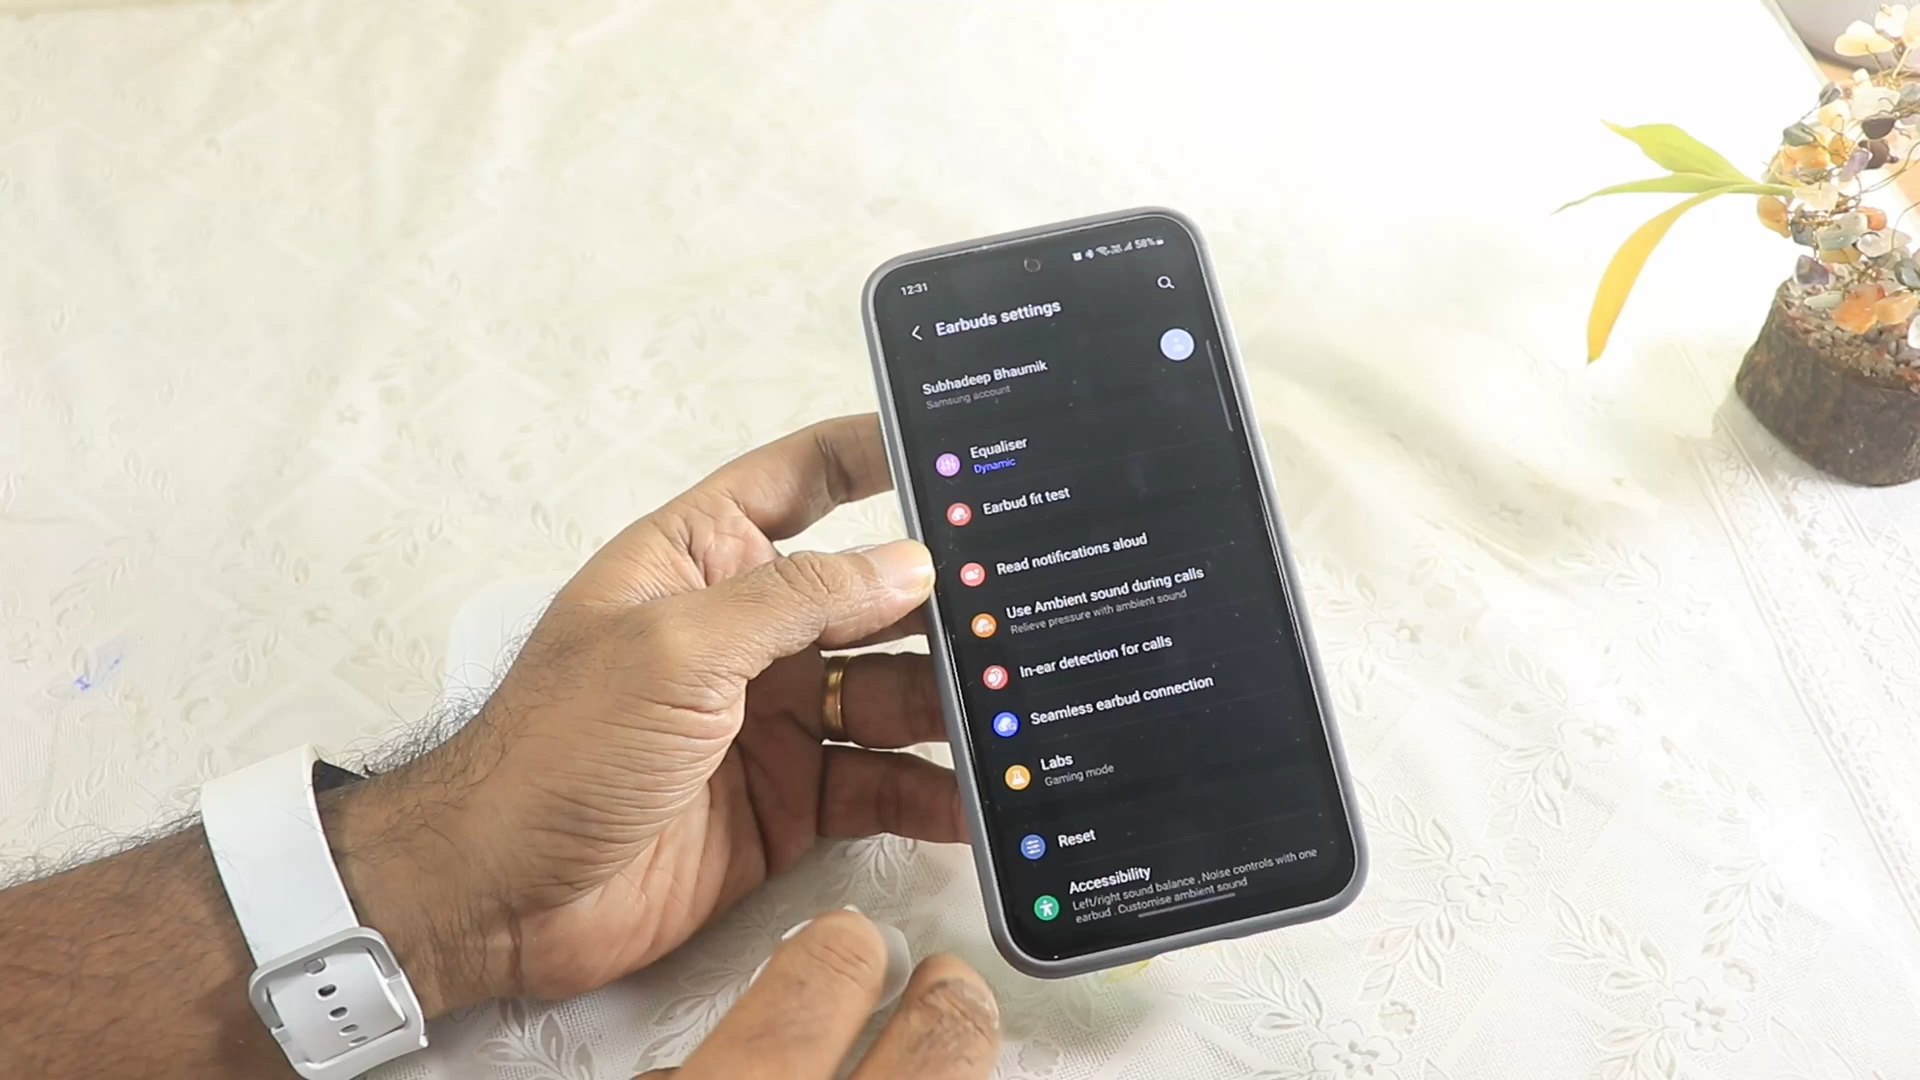 12:31
58%
Earbuds settings
Subhadeep Bhaumik
Samsung account
Equaliser
Dynamic
Earbud fit test
Read notifications aloud
Use Ambient sound during calls
Relieve pressure with ambient sound
In-ear detection for calls
Seamless earbud connection
Labs
Gaming mode
Reset
Accessibility
Left/right sound balance , Noise controls with one
earbud , Customise ambient sound